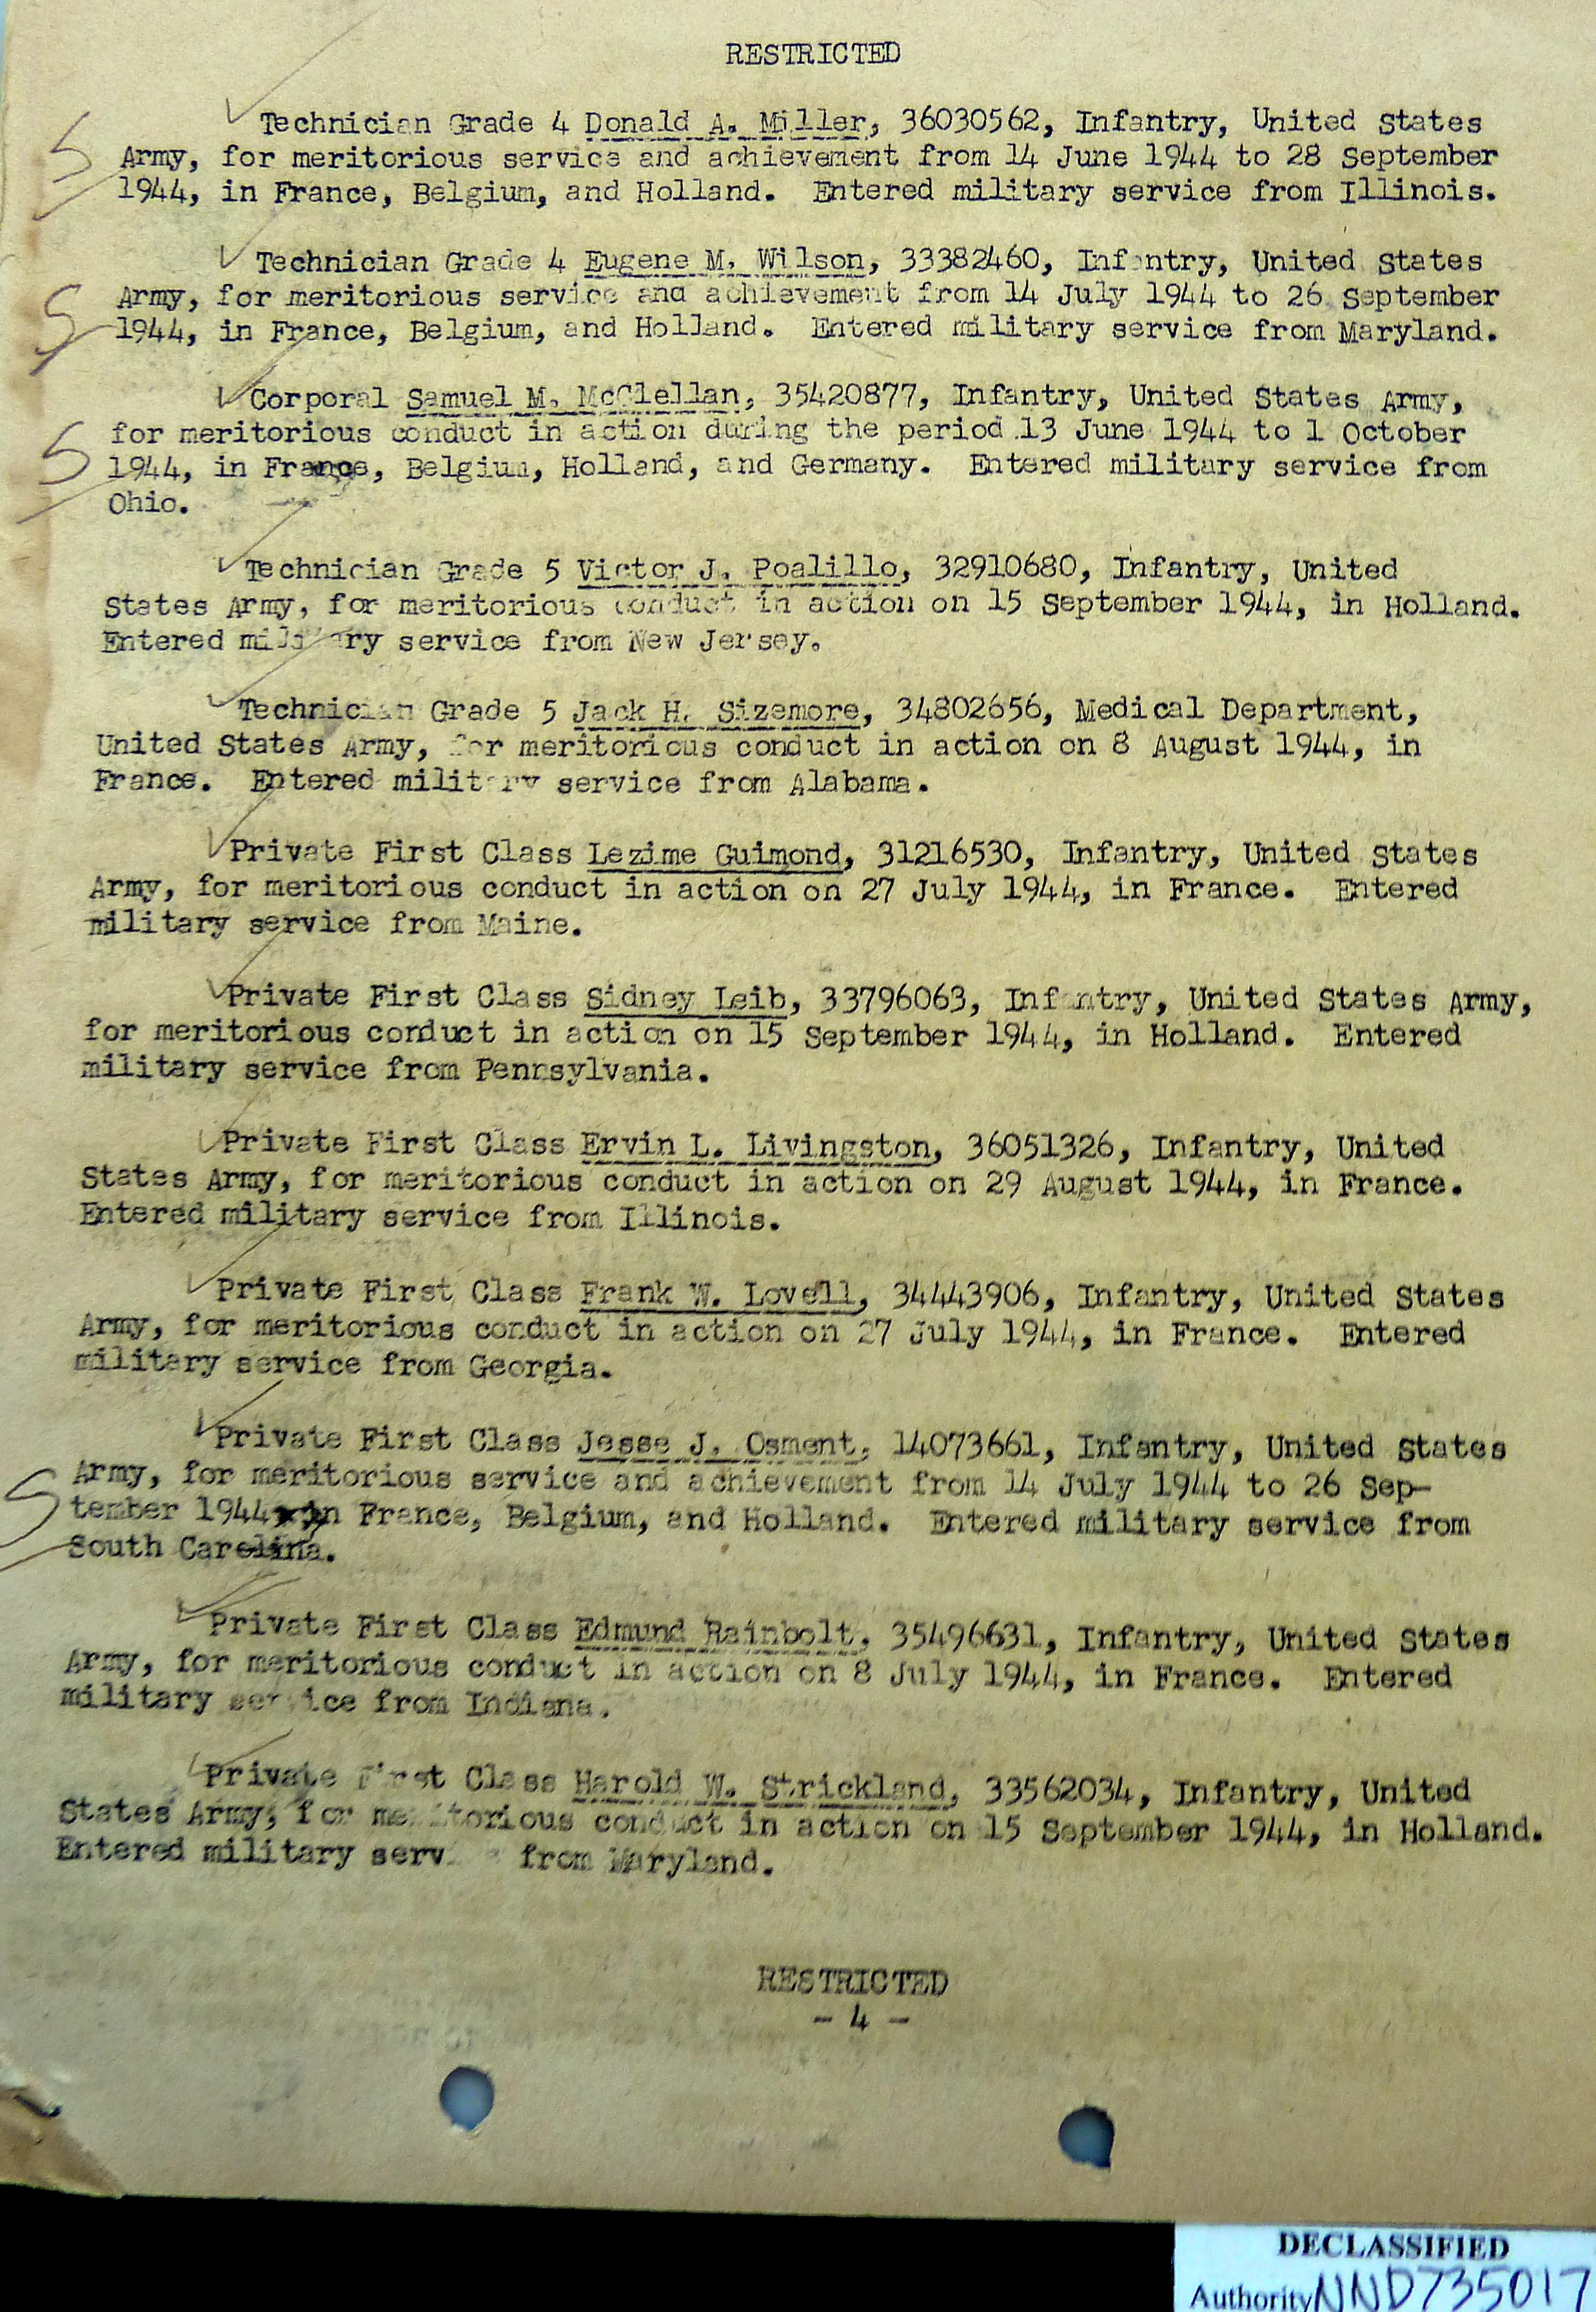 RESTRICTED
Technician Grade 4 Donald A. Miller, 36030562, Infantry, United States
Army, for meritorious service and achievement from 14 June 1944 to 28 September
1944, in France, Belgium, and Holland. Entered military service from Illinois.
Technician Grade 4 Eugene M. Wilson, 33382460, Infantry, United States
Army, for meritorious service and achievement from 14 July 1944 to 26 September
1944, in France, Belgium, and Holland. Entered military service from Maryland.
Corporal Samuel M. McClellan, 35420877, Infantry, United States Army,
for meritorious conduct in action during the period 13 June 1944 to 1 October
1944, in France, Belgium, Holland, and Germany. Entered military service from
Ohio.
Technician Grade 5 Victor J. Poalillo, 32910680, Infantry, United
States Army, for meritorious conduct in action on 15 September 1944, in Holland.
Entered military service from New Jersey.
Technician Grade 5 Jack H. Sizemore, 34802656, Medical Department,
United States Army, for meritorious conduct in action on 8 August 1944, in
France. Entered military service from Alabama.
Private First Class Lezime Guimond, 31216530, Infantry, United States
Army, for meritorious conduct in action on 27 July 1944, in France. Entered
military service from Maine.
Private First Class Sidney Leib, 33796063, Infantry, United States Army,
for meritorious conduct in action on 15 September 1944, in Holland. Entered
military service from Pennsylvania.
Private First Class Ervin L. Livingston, 36051326, Infantry, United
States Army, for meritorious conduct in action on 29 August 1944, in France.
Entered military service from Illinois.
Private First Class Frank W. Lovell, 34443906, Infantry, United States
Army, for meritorious conduct in action on 27 July 1944, in France. Entered
military service from Georgia.
Private First Class Jesse J. Osment, 14073661, Infantry, United States
Army, for meritorious service and achievement from 14 July 1944 to 26 Sep-
tember 1944, in France, Belgium, and Holland. Entered military service from
South Carolina.
Private First Class Edmund Rainbolt, 35496631, Infantry, United States
Army, for meritorious conduct in action on 8 July 1944, in France. Entered
military service from Indiana.
Private First Class Harold W. Strickland, 33562034, Infantry, United
States Army, for meritorious conduct in action on 15 September 1944, in Holland.
Entered military serv from Maryland.
RESTRICTED
- 4 -
DECLASSIFIED
Authority NND735017